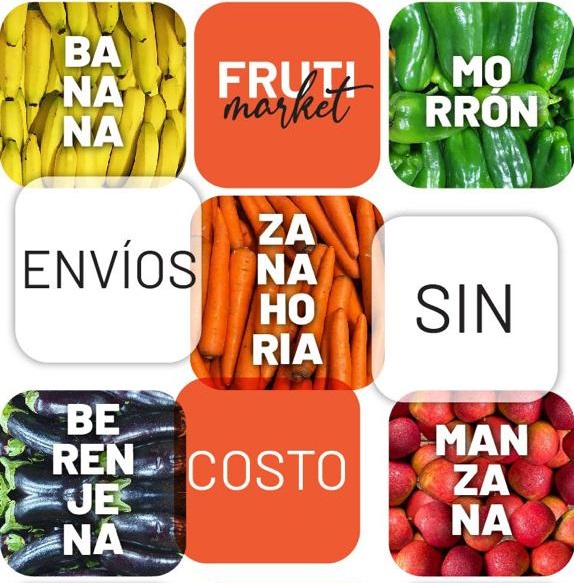 BA
NA
NA
FRUTI
market
MO
RRÓN
ENVÍOS
ZA
NA
HO
RIA
SIN
BE
REN
JE
NA
COSTO
MAN
ZA
NA